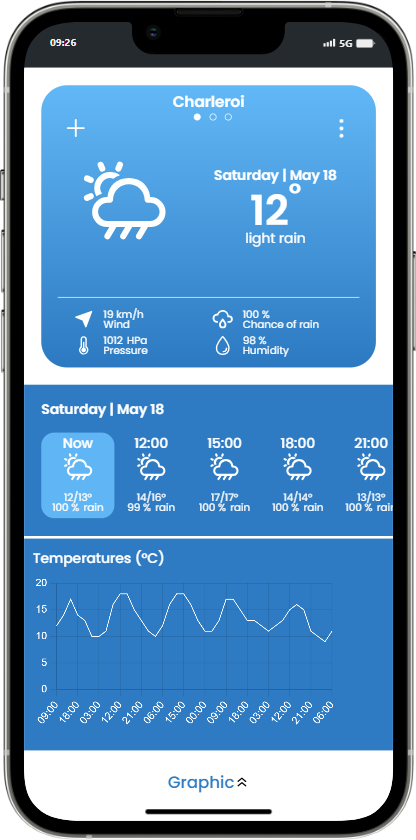 09:26
5G
Charleroi
Saturday | May 18
12°
light rain
19 km/h
Wind
100 %
Chance of rain
1012 HPa
Pressure
98 %
Humidity
Saturday | May 18
Now 12:00 15:00 18:00 21:00
12/13° 14/16° 17/17° 14/14° 13/13°
100 % rain 99 % rain 100 % rain 100 % rain 100 % rain
Temperatures (°C)
20
15
10
5
0
09:00 18:00 03:00 12:00 21:00 06:00 15:00 00:00 09:00 18:00 03:00 12:00 21:00 06:00
Graphic